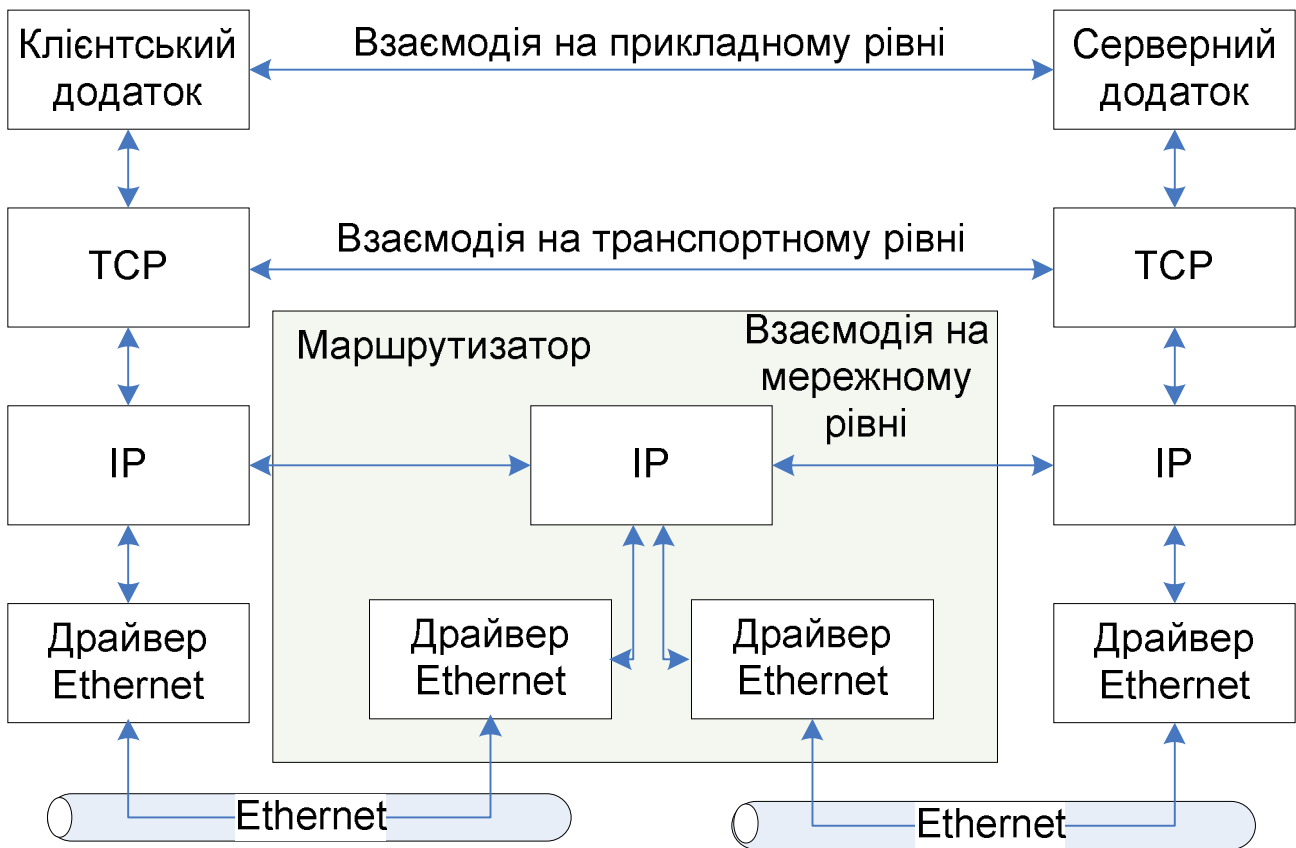 Клієнтський
додаток
Взаємодія на прикладному рівні
Серверний
додаток
TCP
Взаємодія на транспортному рівні
TCP
Маршрутизатор
Взаємодія на
мережному
рівні
IP
IP
IP
Драйвер
Ethernet
Драйвер
Ethernet
Драйвер
Ethernet
Драйвер
Ethernet
Ethernet
Ethernet